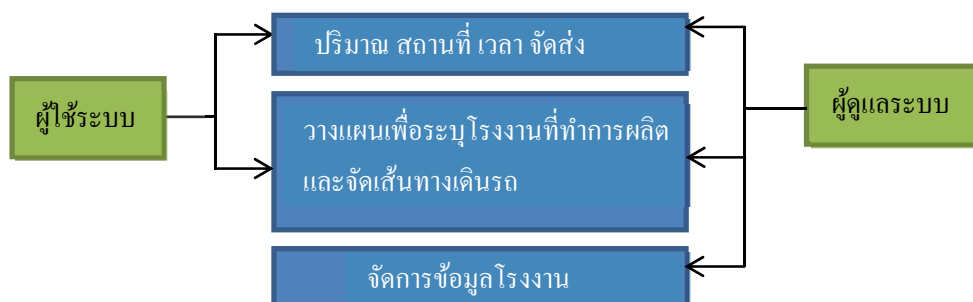 ปริมาณ สถานที่ เวลา จัดส่ง
ผู้ใช้ระบบ
ผู้ดูแลระบบ
วางแผนเพื่อระบุโรงงานที่ทำการผลิต
และจัดเส้นทางเดินรถ
จัดการข้อมูลโรงงาน